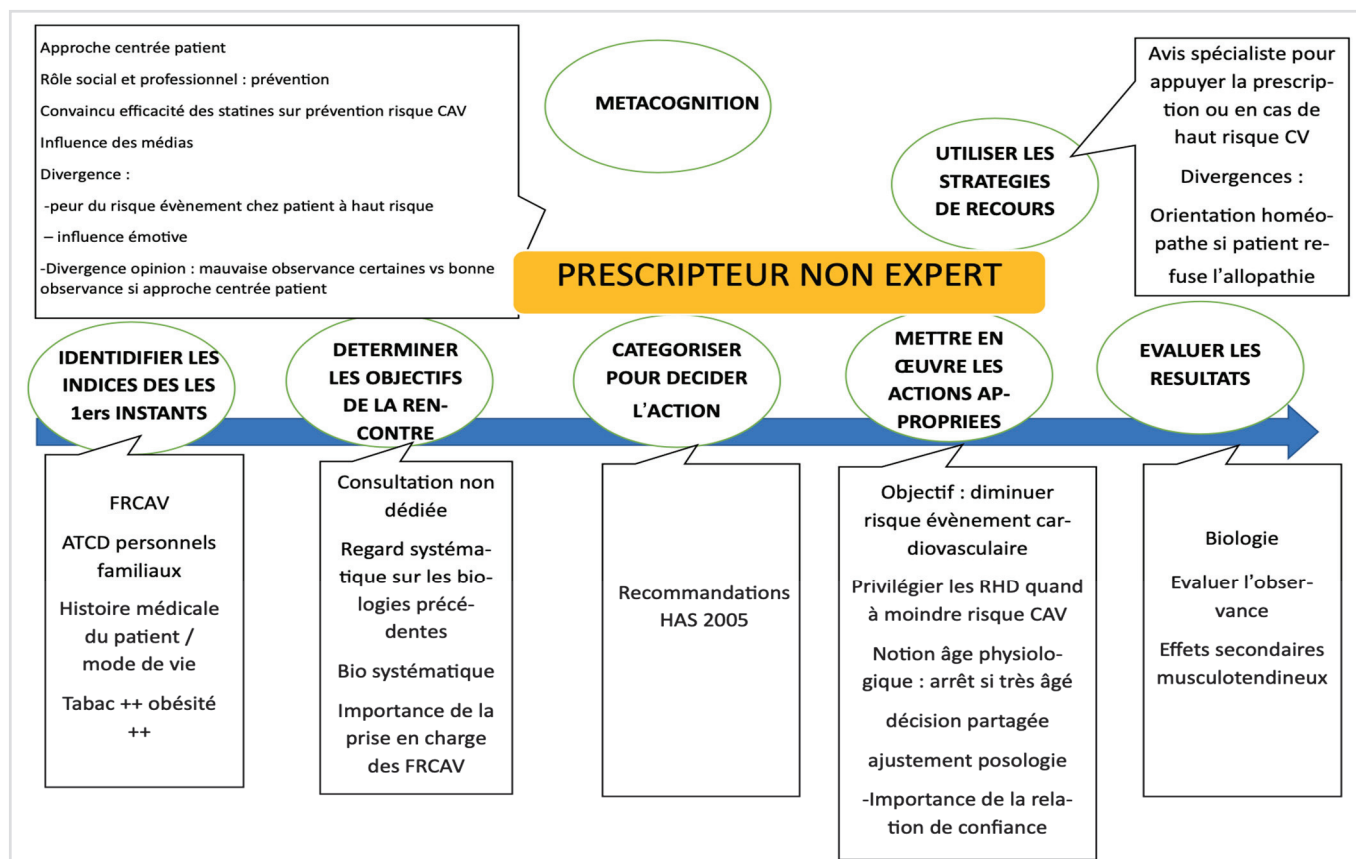 Approche centrée patient
Rôle social et professionnel : prévention
Convaincu efficacité des statines sur prévention risque CAV
Influence des médias
Divergence :
-peur du risque évènement chez patient à haut risque
– influence émotive
-Divergence opinion : mauvaise observance certaines vs bonne
observance si approche centrée patient
METACOGNITION
UTILISER LES
STRATEGIES
DE RECOURS
Avis spécialiste pour
appuyer la prescrip-
tion ou en cas de
haut risque CV
Divergences :
Orientation homéo-
pathe si patient re-
fuse l’allopathie
PRESCRIPTEUR NON EXPERT
IDENTIDIFIER LES
INDICES DES LES
1ers INSTANTS
DETERMINER
LES OBJECTIFS
DE LA REN-
CONTRE
CATEGORISER
POUR DECIDER
L’ACTION
METTRE EN
ŒUVRE LES
ACTIONS AP-
PROPRIEES
EVALUER LES
RESULTATS
FRCAV
ATCD personnels
familiaux
Histoire médicale
du patient /
mode de vie
Tabac ++ obésité
++
Consultation non
dédiée
Regard systéma-
tique sur les bio-
logies précé-
dentes
Bio systématique
Importance de la
prise en charge
des FRCAV
Recommandations
HAS 2005
Objectif : diminuer
risque évènement car-
diovasculaire
Privilégier les RHD quand
à moindre risque CAV
Notion âge physiolo-
gique : arrêt si très âgé
décision partagée
ajustement posologie
-Importance de la rela-
tion de confiance
Biologie
Evaluer l’obser-
vance
Effets secondaires
musculotendineux